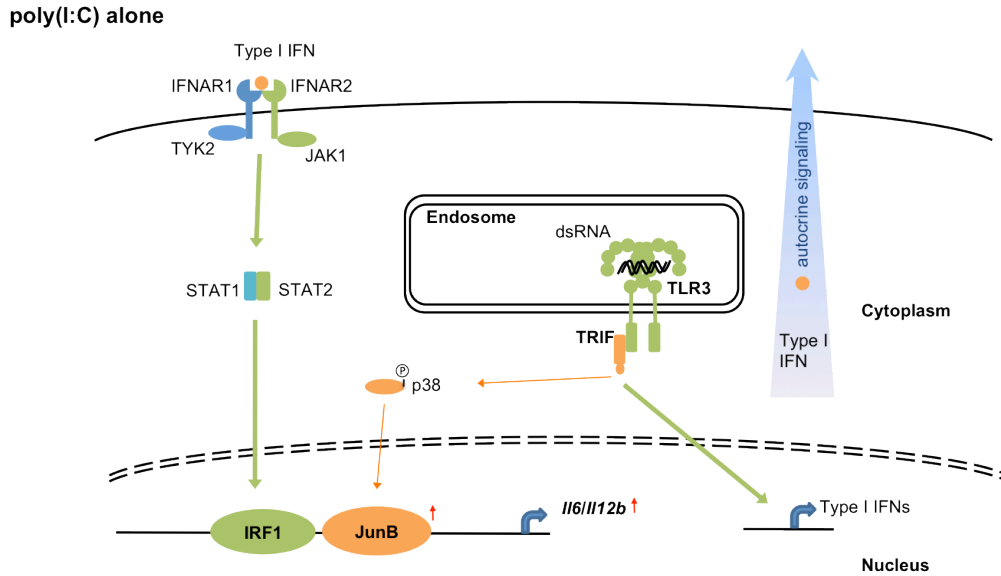 poly(I:C) alone
Type I IFN
IFNAR1
IFNAR2
TYK2
JAK1
autocrine signaling
Endosome
dsRNA
TLR3
STAT1
STAT2
Cytoplasm
TRIF
Type I
IFN
P
p38
Il6/Il12b
Type I IFNs
IRF1
JunB
Nucleus